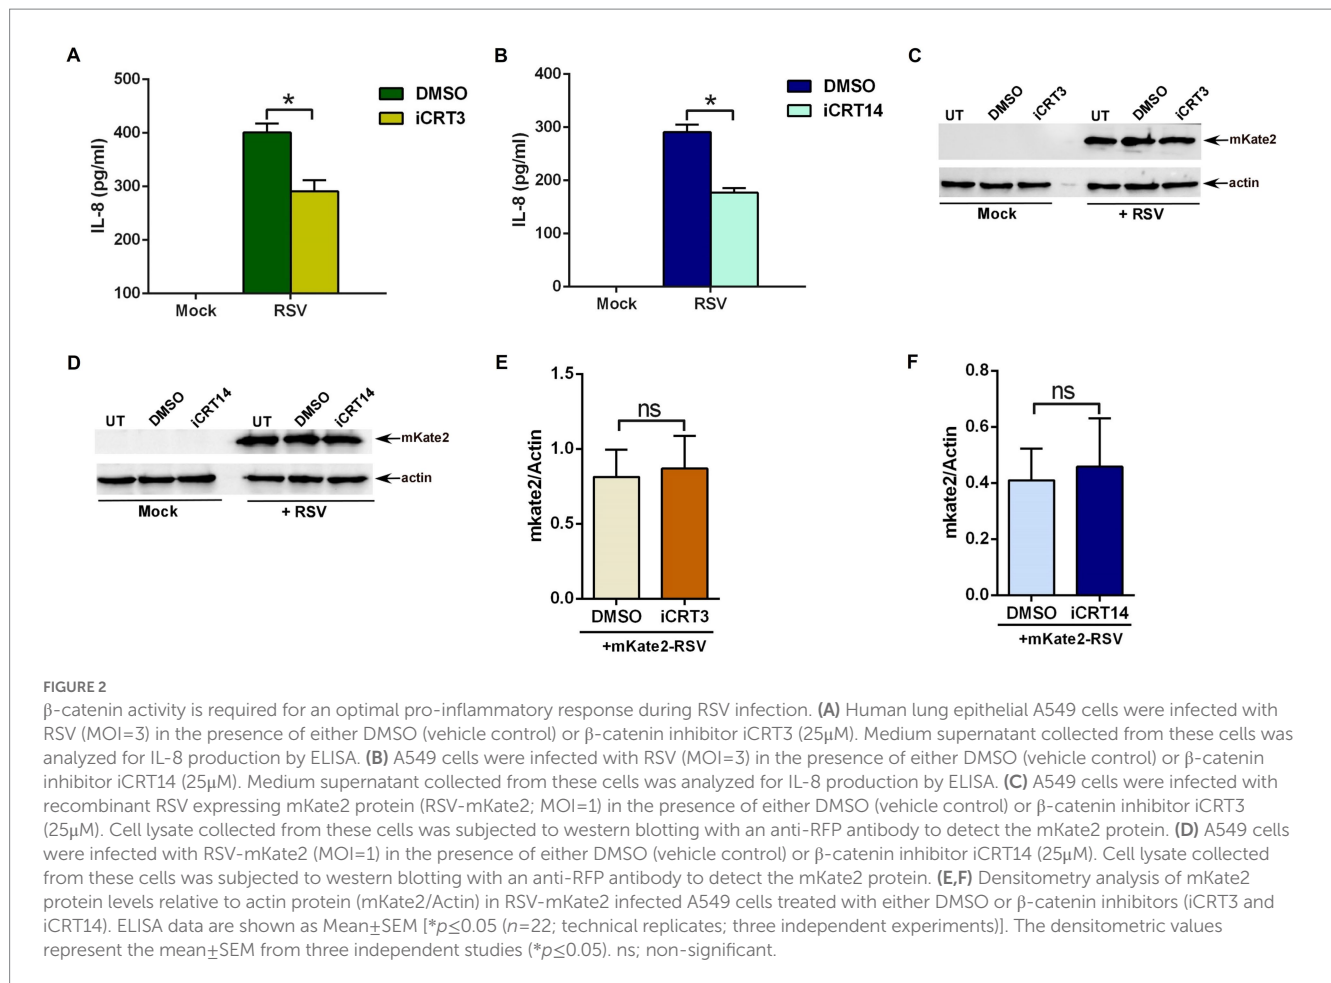 A
500
400
300
200
100
IL-8 (pg/ml)
*
DMSO
iCRT3
Mock
RSV
B
400
300
200
100
0
IL-8 (pg/ml)
*
DMSO
iCRT14
Mock
RSV
C
UT DMSO iCRT3 UT DMSO iCRT3
mKate2
actin
Mock + RSV
D
UT DMSO iCRT14 UT DMSO iCRT14
mKate2
actin
Mock + RSV
E
1.5
1.0
0.5
0.0
mkate2/Actin
ns
DMSO iCRT3
+mKate2-RSV
F
0.8
0.6
0.4
0.2
0.0
mkate2/Actin
ns
DMSO iCRT14
+mKate2-RSV
FIGURE 2
β-catenin activity is required for an optimal pro-inflammatory response during RSV infection. (A) Human lung epithelial A549 cells were infected with
RSV (MOI=3) in the presence of either DMSO (vehicle control) or β-catenin inhibitor iCRT3 (25μM). Medium supernatant collected from these cells was
analyzed for IL-8 production by ELISA. (B) A549 cells were infected with RSV (MOI=3) in the presence of either DMSO (vehicle control) or β-catenin
inhibitor iCRT14 (25μM). Medium supernatant collected from these cells was analyzed for IL-8 production by ELISA. (C) A549 cells were infected with
recombinant RSV expressing mKate2 protein (RSV-mKate2; MOI=1) in the presence of either DMSO (vehicle control) or β-catenin inhibitor iCRT3
(25μM). Cell lysate collected from these cells was subjected to western blotting with an anti-RFP antibody to detect the mKate2 protein. (D) A549 cells
were infected with RSV-mKate2 (MOI=1) in the presence of either DMSO (vehicle control) or β-catenin inhibitor iCRT14 (25μM). Cell lysate collected
from these cells was subjected to western blotting with an anti-RFP antibody to detect the mKate2 protein. (E,F) Densitometry analysis of mKate2
protein levels relative to actin protein (mKate2/Actin) in RSV-mKate2 infected A549 cells treated with either DMSO or β-catenin inhibitors (iCRT3 and
iCRT14). ELISA data are shown as Mean±SEM [*p≤0.05 (n=22; technical replicates; three independent experiments)]. The densitometric values
represent the mean±SEM from three independent studies (*p≤0.05). ns; non-significant.